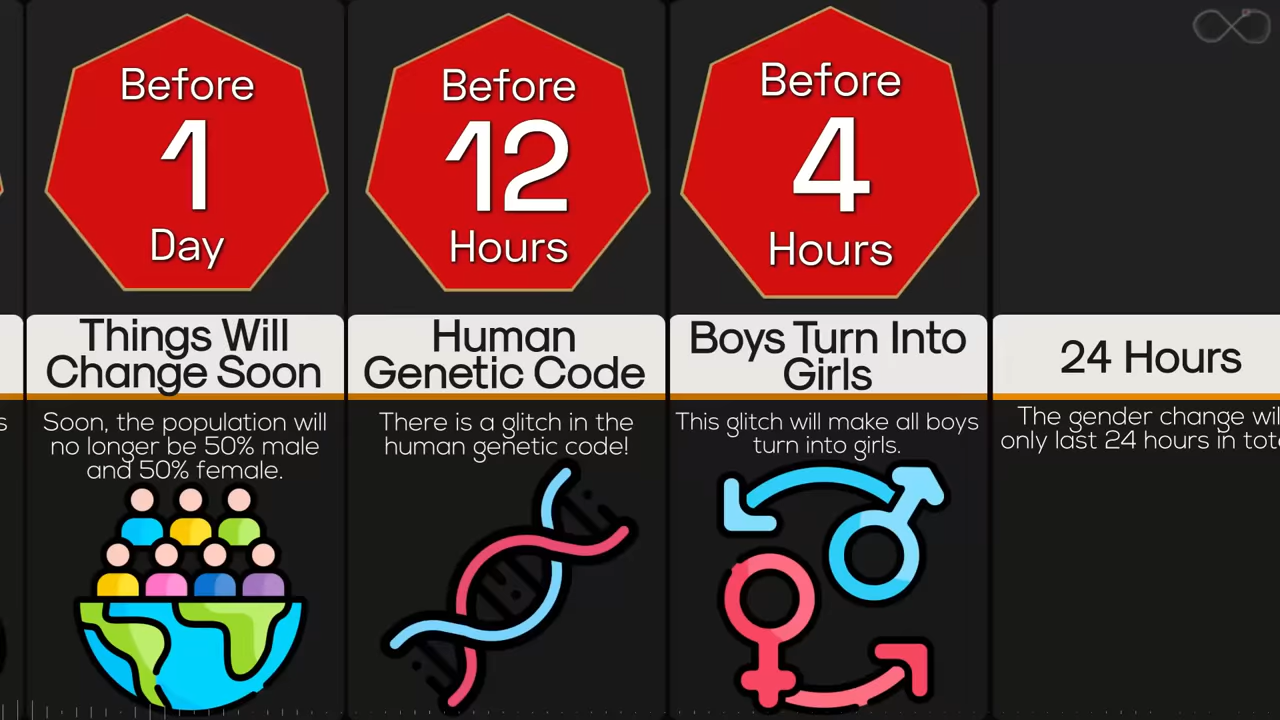 Before
1
Day
Things Will
Change Soon
Soon, the population will
no longer be 50% male
and 50% female.
Before
12
Hours
Human
Genetic Code
There is a glitch in the
human genetic code!
Before
4
Hours
Boys Turn Into
Girls
This glitch will make all boys
turn into girls.
24 Hours
The gender change will
only last 24 hours in